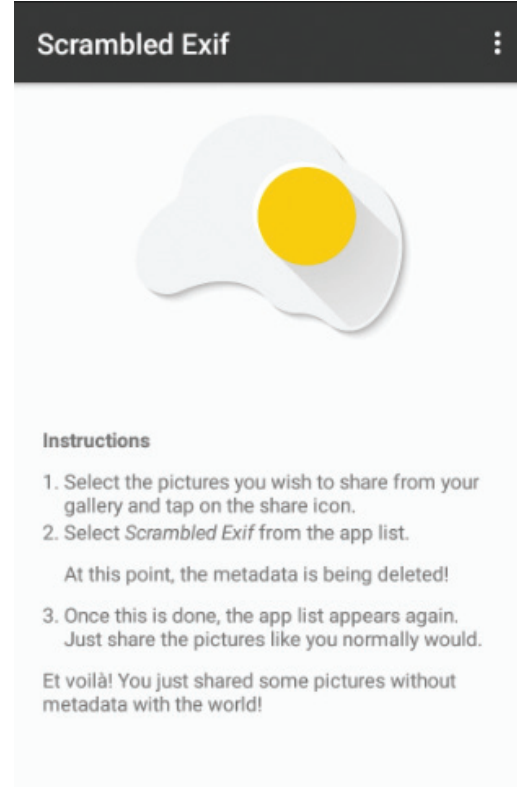 Scrambled Exif
Instructions
1. Select the pictures you wish to share from your
gallery and tap on the share icon.
2. Select Scrambled Exif from the app list.
At this point, the metadata is being deleted!
3. Once this is done, the app list appears again.
Just share the pictures like you normally would.
Et voilà! You just shared some pictures without
metadata with the world!